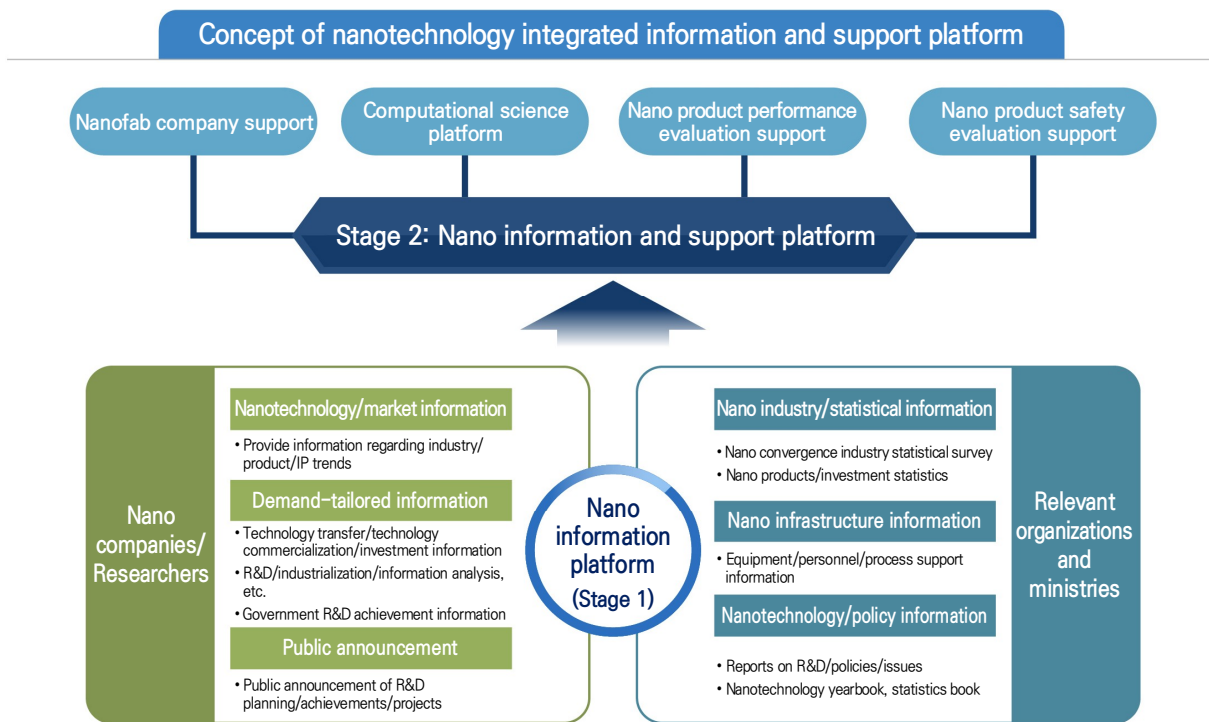 Concept of nanotechnology integrated information and support platform
Nanofab company support
Computational science
platform
Nano product performance
evaluation support
Nano product safety
evaluation support
Stage 2: Nano information and support platform
Nano
companies/
Researchers
Nanotechnology/market information
• Provide information regarding industry/
product/IP trends
Demand-tailored information
• Technology transfer/technology
commercialization/investment information
• R&D/industrialization/information analysis,
etc.
• Government R&D achievement information
Public announcement
• Public announcement of R&D
planning/achievements/projects
Nano
information
platform
(Stage 1)
Nano industry/statistical information
• Nano convergence industry statistical survey
• Nano products/investment statistics
Nano infrastructure information
• Equipment/personnel/process support
information
Nanotechnology/policy information
• Reports on R&D/policies/issues
• Nanotechnology yearbook, statistics book
Relevant
organizations
and
ministries